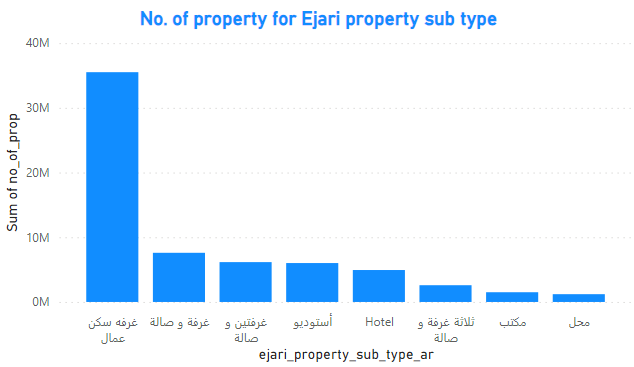 No. of property for Ejari property sub type
40M
30M
20M
10M
0M
Sum of no_of_prop
غرفه سكن
عمال
غرفة و صالة
غرفتين و
صالة
أستوديو
Hotel
ثلاثة غرفة و
صالة
مكتب
محل
ejari_property_sub_type_ar